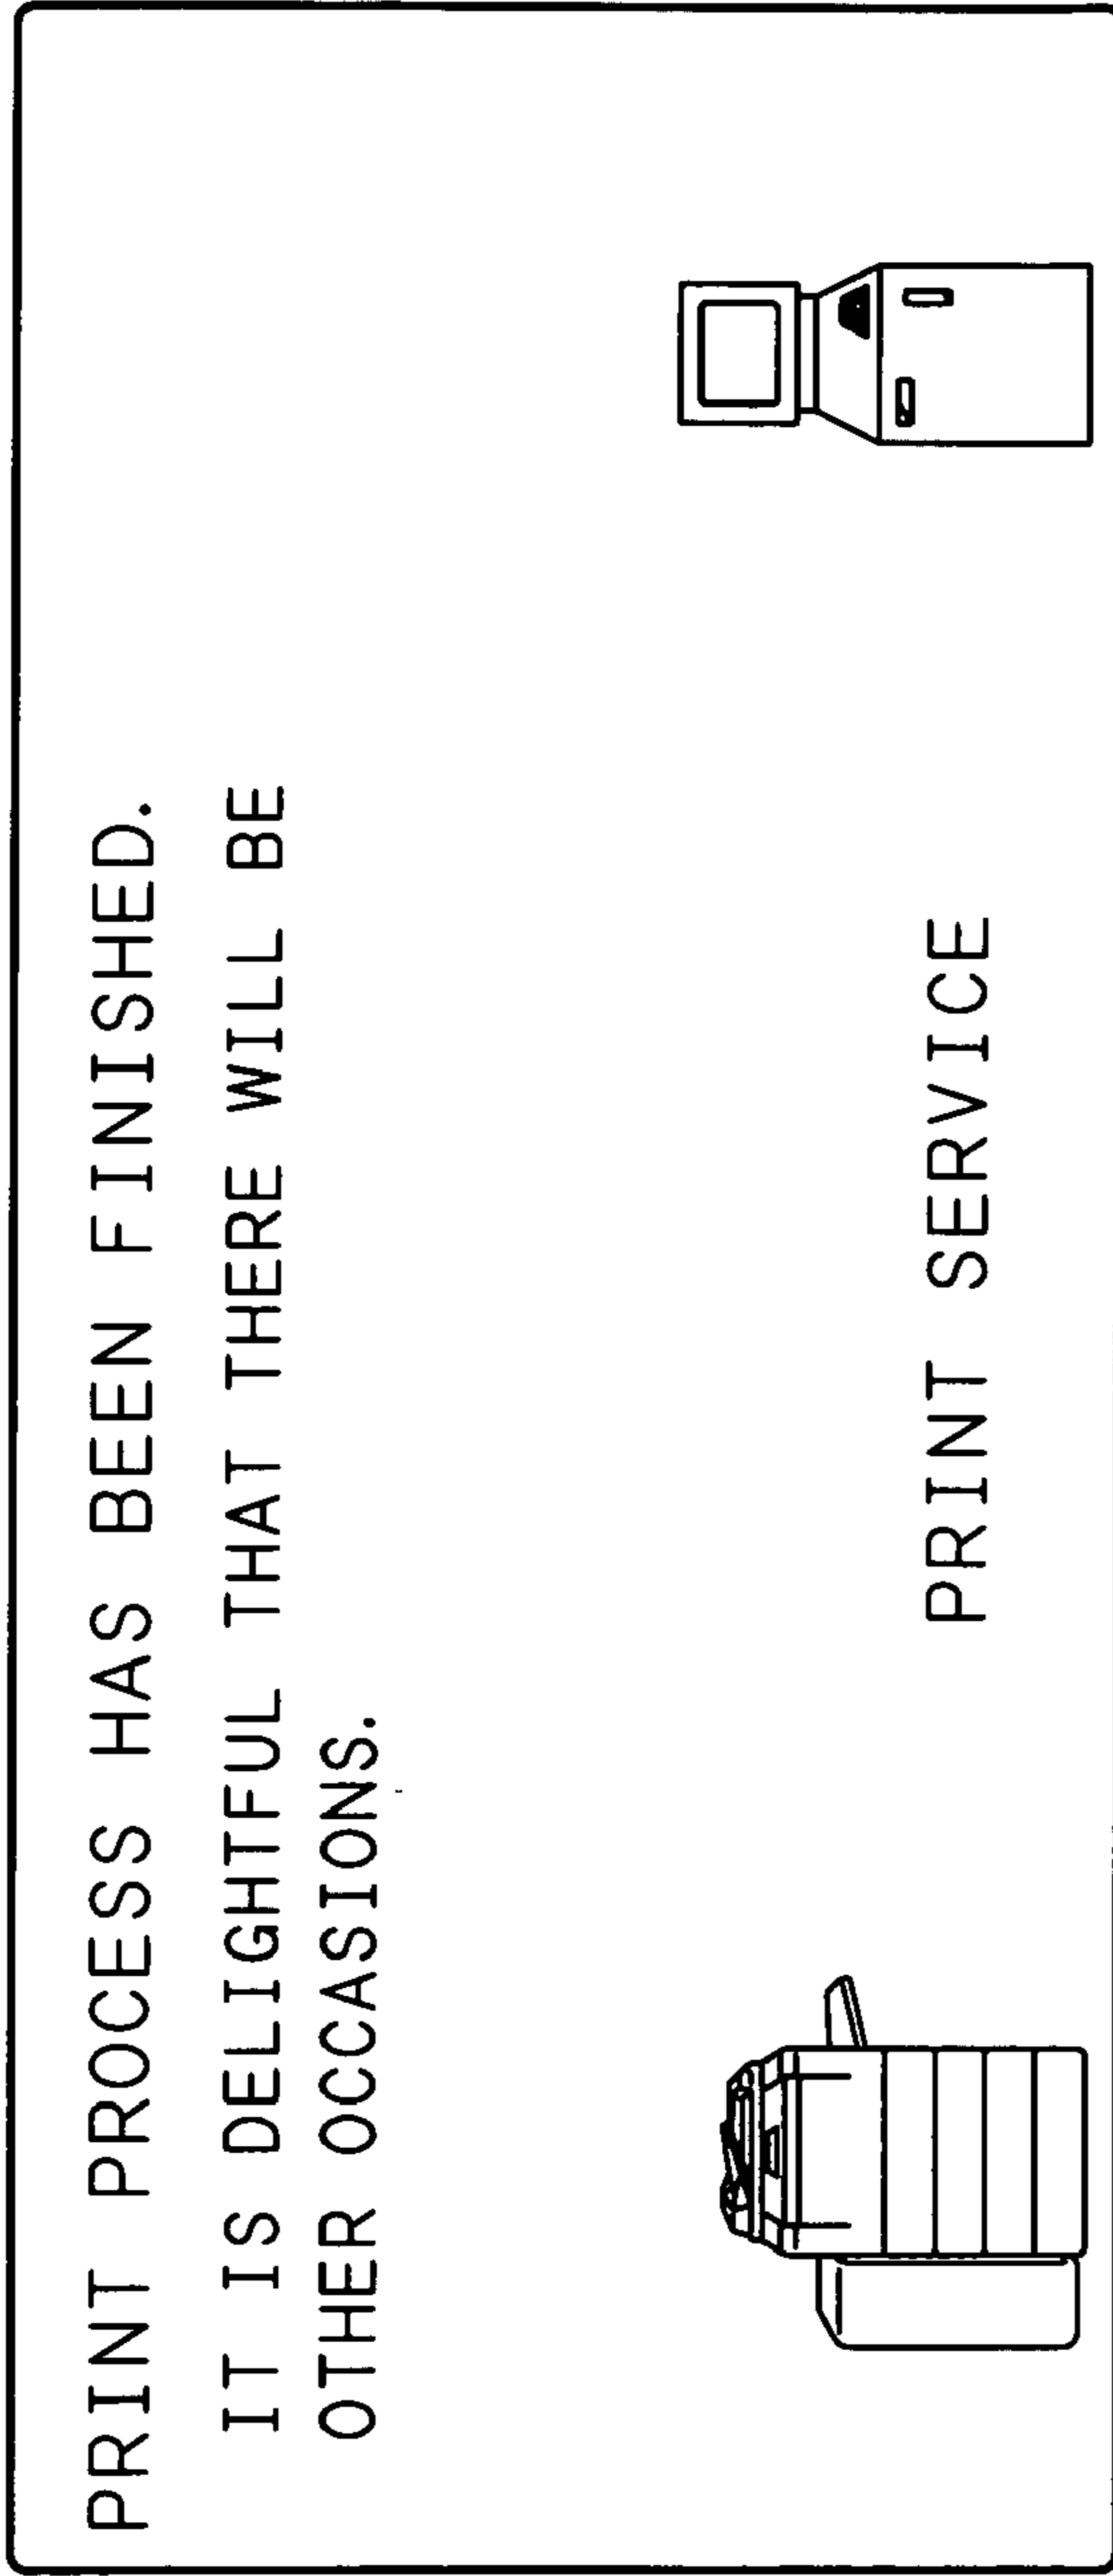 PRINT PROCESS HAS BEEN FINISHED.
IT IS DELIGHTFUL THAT THERE WILL BE
OTHER OCCASIONS.
PRINT SERVICE